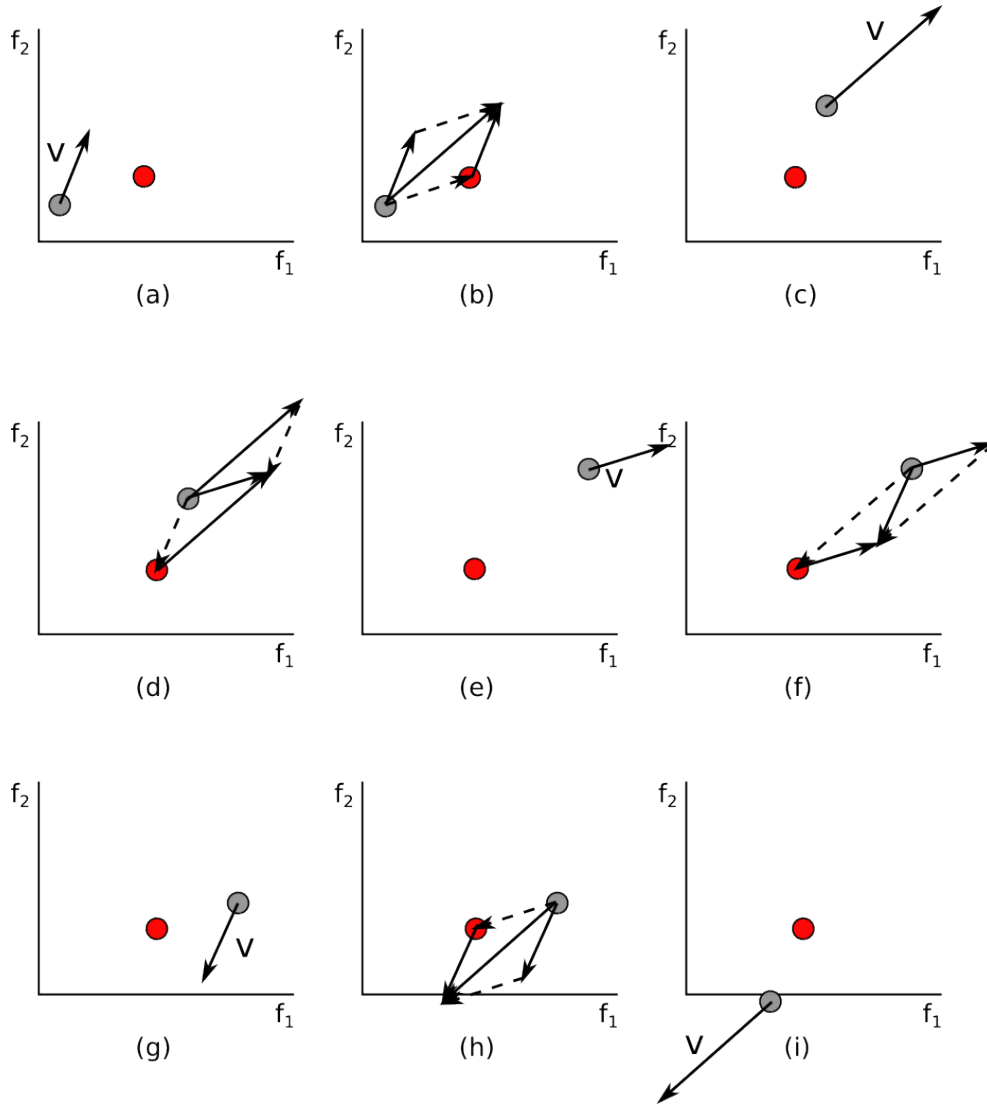 f₂
V
f₁
(a)
f₂
f₁
(b)
f₂
V
f₁
(c)
f₂
f₁
(d)
f₂
V
f₁
(e)
f₂
f₁
(f)
f₂
V
f₁
(g)
f₂
f₁
(h)
f₂
V
f₁
(i)